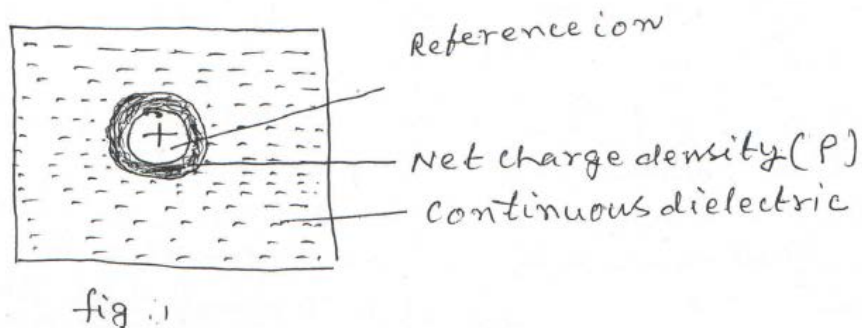 Reference ion
+
Net charge density (ρ)
Continuous dielectric
fig. 1